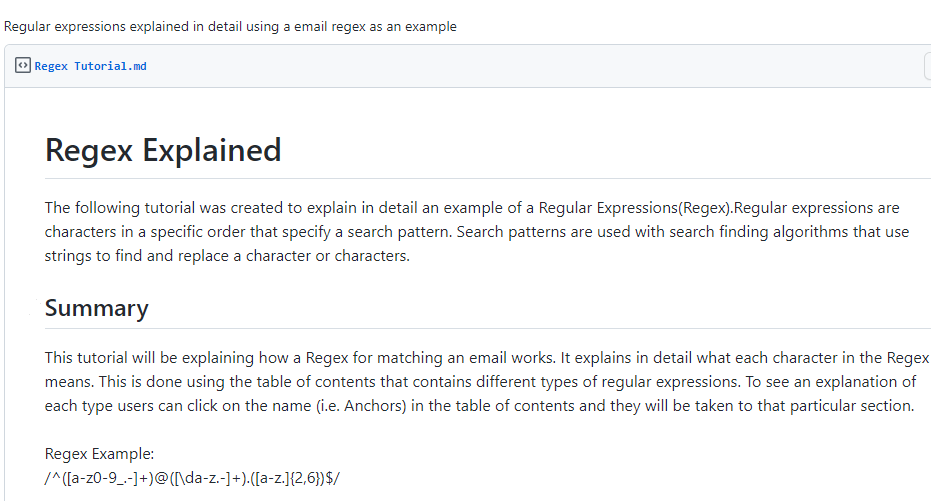 Regular expressions explained in detail using a email regex as an example
Regex Tutorial.md
Regex Explained
The following tutorial was created to explain in detail an example of a Regular Expressions(Regex).Regular expressions are
characters in a specific order that specify a search pattern. Search patterns are used with search finding algorithms that use
strings to find and replace a character or characters.
Summary
This tutorial will be explaining how a Regex for matching an email works. It explains in detail what each character in the Regex
means. This is done using the table of contents that contains different types of regular expressions. To see an explanation of
each type users can click on the name (i.e. Anchors) in the table of contents and they will be taken to that particular section.
Regex Example:
/^([a-z0-9_.-]+)@([\da-z.-]+).([a-z.]{2,6})$/